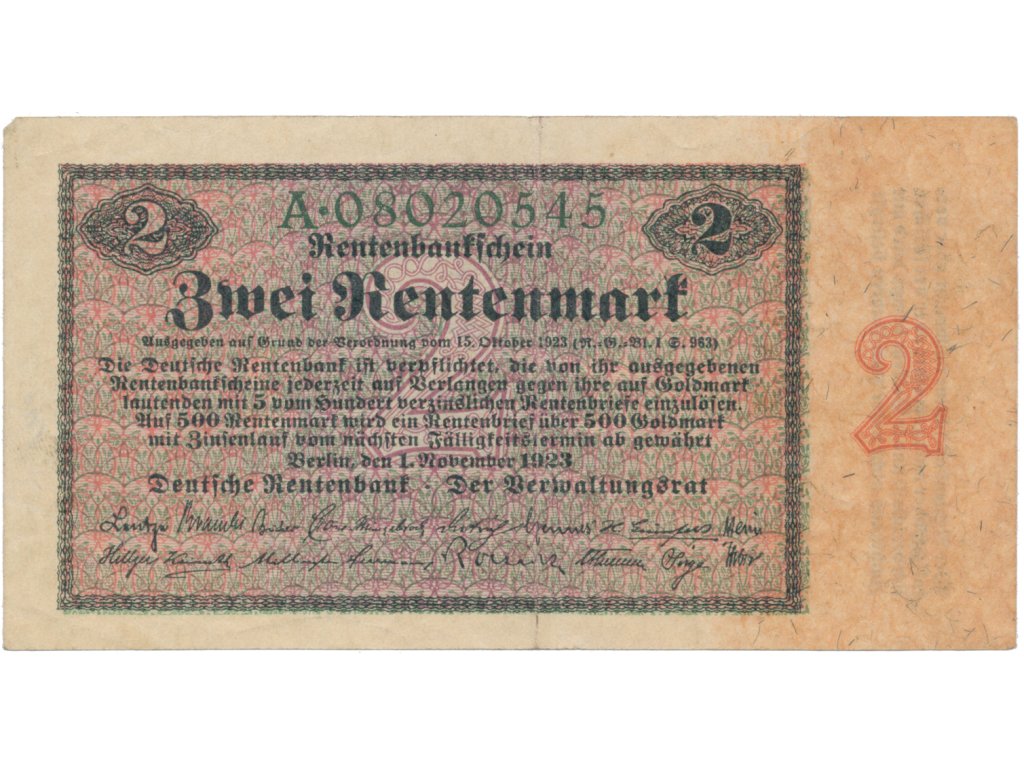 A·08020545
2 2
Rentenbankschein
Zwei Rentenmark
Ausgegeben auf Grund der Verordnung vom 15. Oktober 1923 (R.-G.-Bl. I S. 963)
Die Deutsche Rentenbank ist verpflichtet, die von ihr ausgegebenen
Rentenbankscheine jederzeit auf Verlangen gegen ihre auf Goldmark
lautenden mit 5 vom Hundert verzinslichen Rentenbriefe einzulösen.
Auf 500 Rentenmark wird ein Rentenbrief über 500 Goldmark
mit Zinsenlauf vom nächsten Fälligkeitstermin ab gewährt
Berlin, den 1. November 1923
Deutsche Rentenbank · Der Verwaltungsrat
Lentze
Hillger
2
2